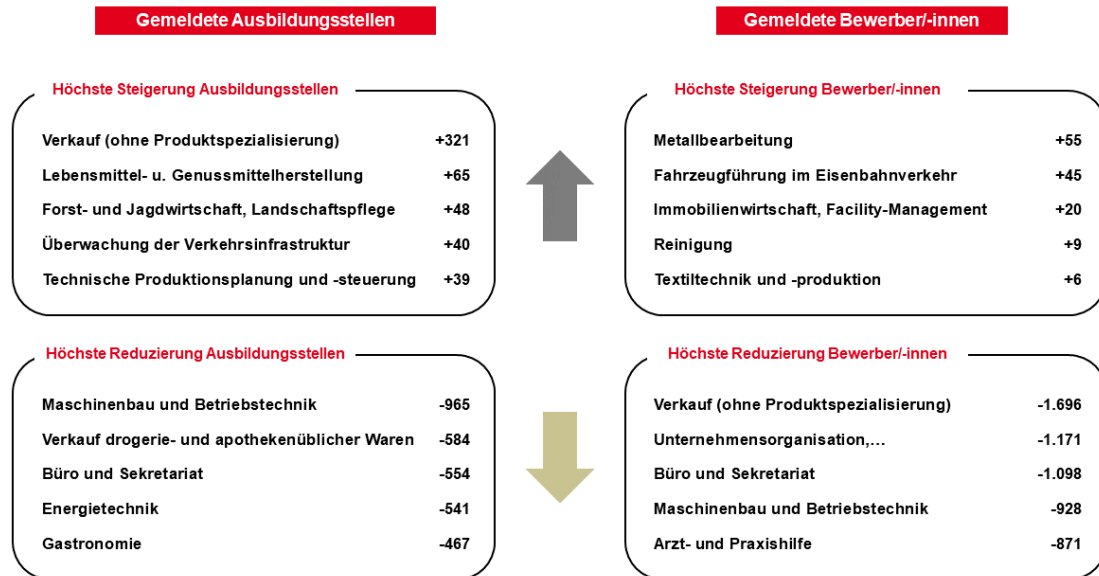 Gemeldete Ausbildungsstellen
Gemeldete Bewerber/-innen
Höchste Steigerung Ausbildungsstellen
Verkauf (ohne Produktspezialisierung) +321
Lebensmittel- u. Genussmittelherstellung +65
Forst- und Jagdwirtschaft, Landschaftspflege +48
Überwachung der Verkehrsinfrastruktur +40
Technische Produktionsplanung und -steuerung +39
Höchste Steigerung Bewerber/-innen
Metallbearbeitung +55
Fahrzeugführung im Eisenbahnverkehr +45
Immobilienwirtschaft, Facility-Management +20
Reinigung +9
Textiltechnik und -produktion +6
Höchste Reduzierung Ausbildungsstellen
Maschinenbau und Betriebstechnik -965
Verkauf drogerie- und apothekenüblicher Waren -584
Büro und Sekretariat -554
Energietechnik -541
Gastronomie -467
Höchste Reduzierung Bewerber/-innen
Verkauf (ohne Produktspezialisierung) -1.696
Unternehmensorganisation,... -1.171
Büro und Sekretariat -1.098
Maschinenbau und Betriebstechnik -928
Arzt- und Praxishilfe -871